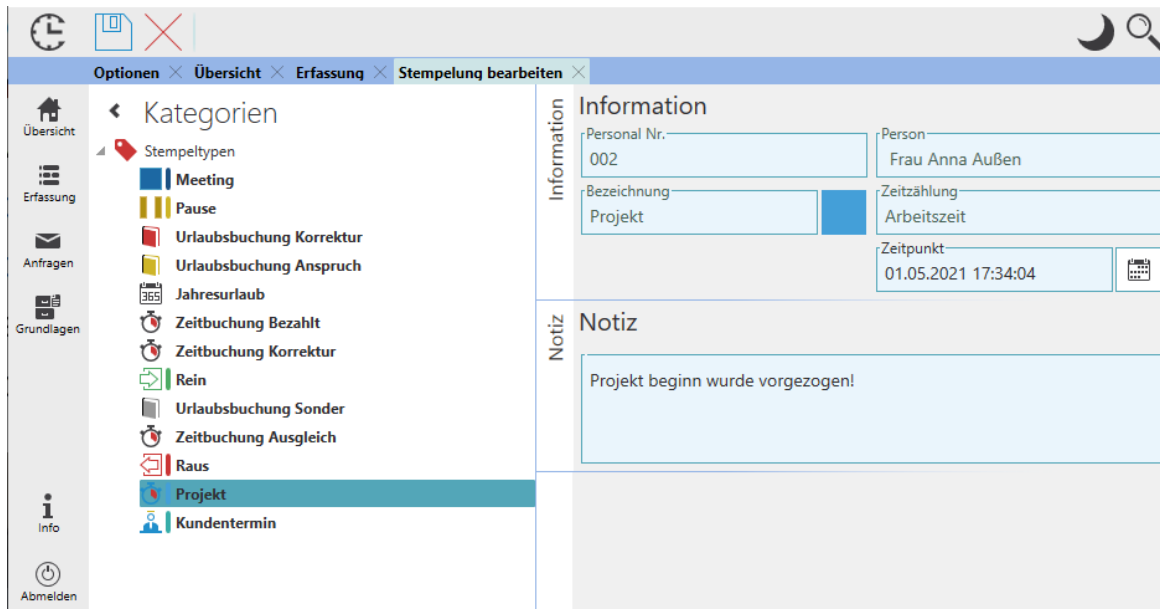 Optionen Übersicht Erfassung Stempelung bearbeiten
Übersicht
Erfassung
Anfragen
Grundlagen
Info
Abmelden
Kategorien
Stempeltypen
Meeting
Pause
Urlaubsbuchung Korrektur
Urlaubsbuchung Anspruch
365 Jahresurlaub
Zeitbuchung Bezahlt
Zeitbuchung Korrektur
Rein
Urlaubsbuchung Sonder
Zeitbuchung Ausgleich
Raus
Projekt
Kundentermin
Information
Information
Personal Nr. Person
002 Frau Anna Außen
Bezeichnung Zeitzählung
Projekt Arbeitszeit
Zeitpunkt
01.05.2021 17:34:04
Notiz
Notiz
Projekt beginn wurde vorgezogen!